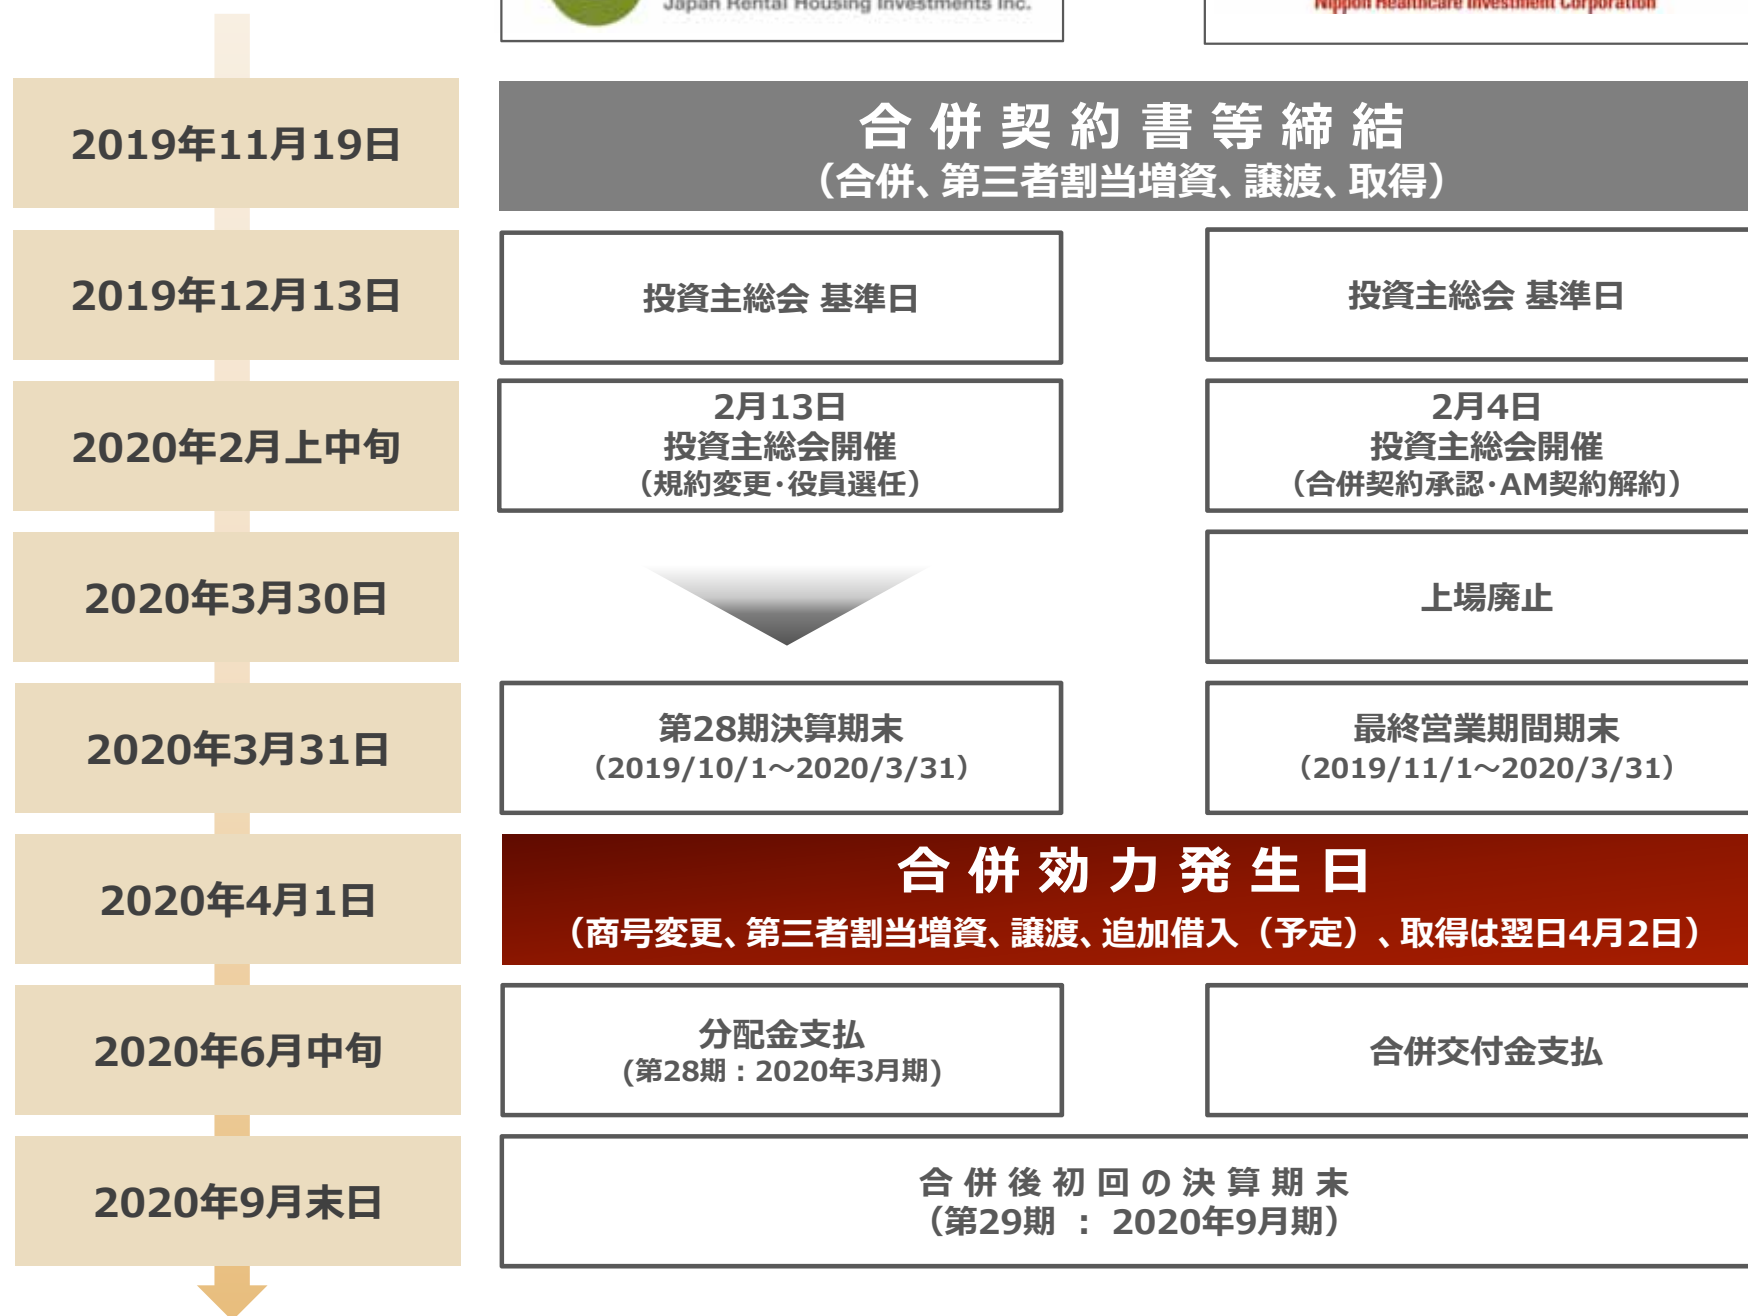 Japan Rental Housing Investments Inc.
Nippon Healthcare Investment Corporation
2019年11月19日
合併契約書等締結
（合併、第三者割当増資、譲渡、取得）
2019年12月13日
投資主総会 基準日
投資主総会 基準日
2020年2月上中旬
2月13日
投資主総会開催
（規約変更・役員選任）
2月4日
投資主総会開催
（合併契約承認・AM契約解約）
2020年3月30日
上場廃止
2020年3月31日
第28期決算期末
（2019/10/1～2020/3/31）
最終営業期間期末
（2019/11/1～2020/3/31）
2020年4月1日
合併効力発生日
（商号変更、第三者割当増資、譲渡、追加借入（予定）、取得は翌日4月2日）
2020年6月中旬
分配金支払
(第28期：2020年3月期)
合併交付金支払
2020年9月末日
合併後初回の決算期末
（第29期 ： 2020年9月期）